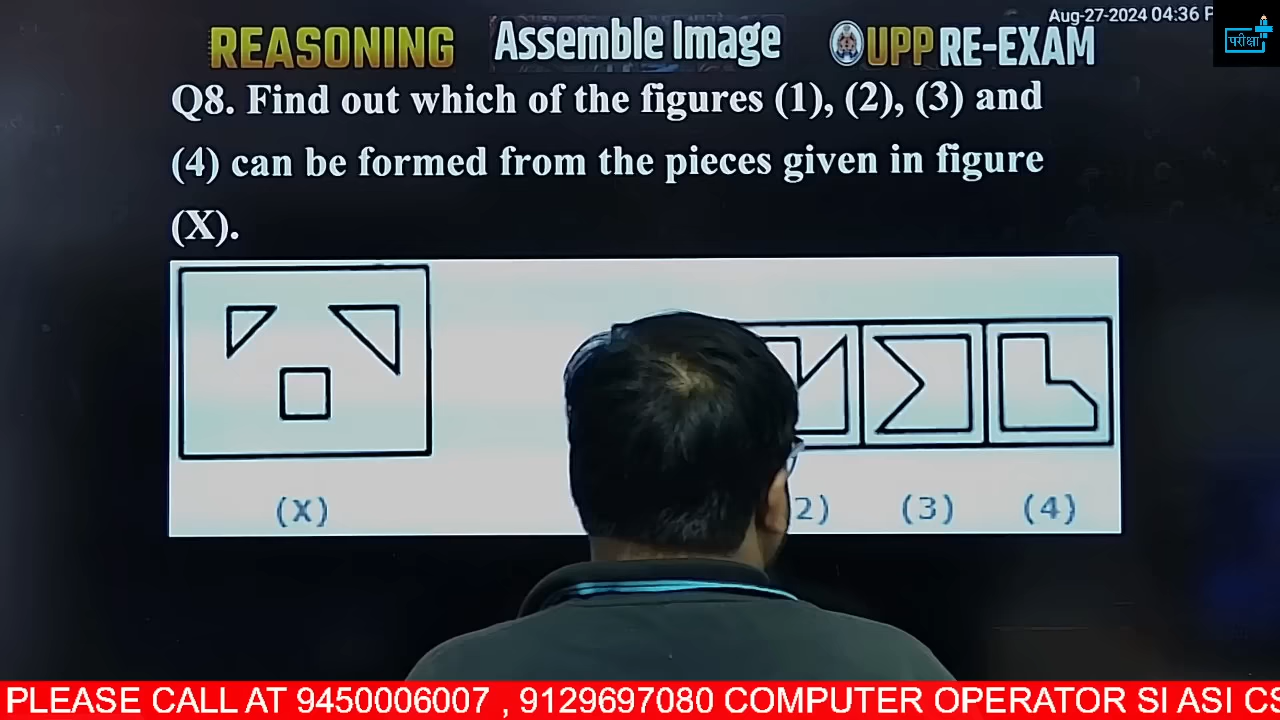 Aug-27-2024 04:36 P
REASONING Assemble Image UPP RE-EXAM
परीक्षा
Q8. Find out which of the figures (1), (2), (3) and
(4) can be formed from the pieces given in figure
(X).
(X) 2) (3) (4)
PLEASE CALL AT 9450006007 , 9129697080 COMPUTER OPERATOR SI ASI CS